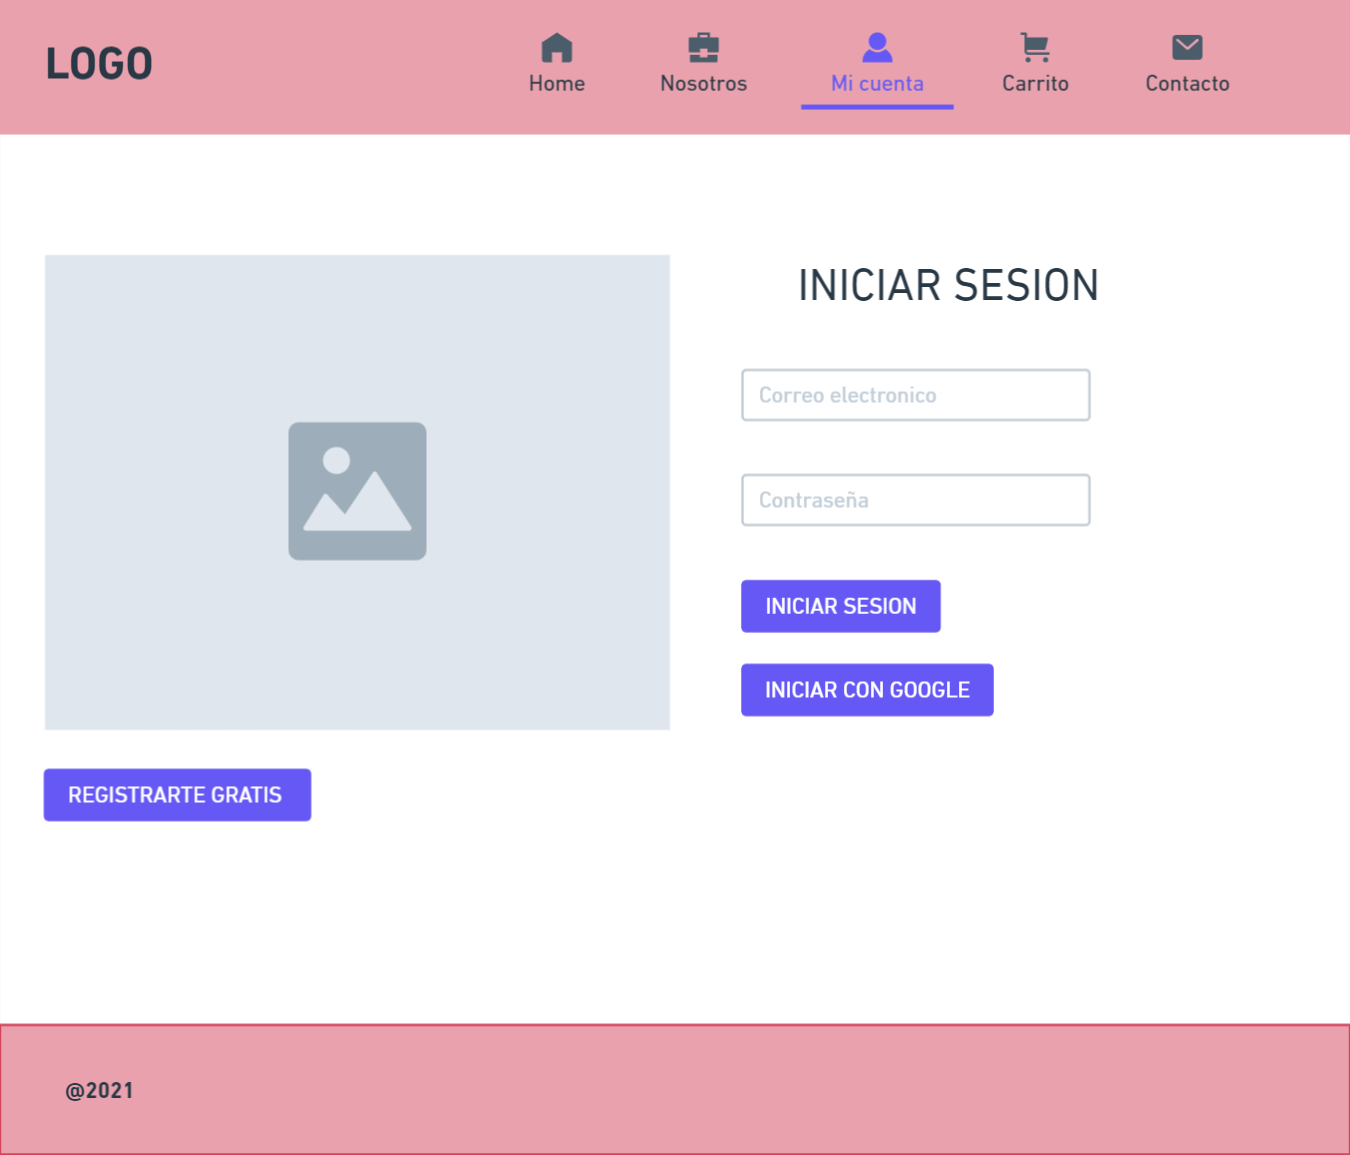 LOGO
Home
Nosotros
Mi cuenta
Carrito
Contacto
INICIAR SESION
Correo electronico
Contraseña
INICIAR SESION
INICIAR CON GOOGLE
REGISTRARTE GRATIS
@2021